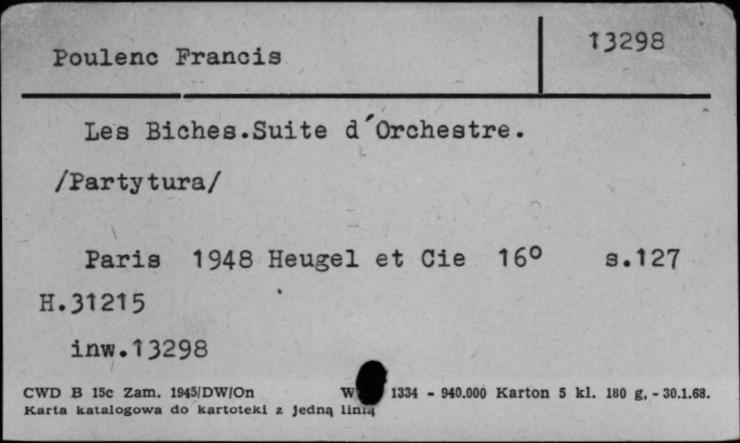 Poulenc Francis 13298
Les Biches.Suite d´Orchestre.
/Partytura/
Paris 1948 Heugel et Cie 16º s.127
H.31215
inw.13298
CWD B 15c Zam. 1945/DW/On W 1334 - 940.000 Karton 5 kl. 180 g, - 30.1.68.
Karta katalogowa do kartoteki z jedną linią